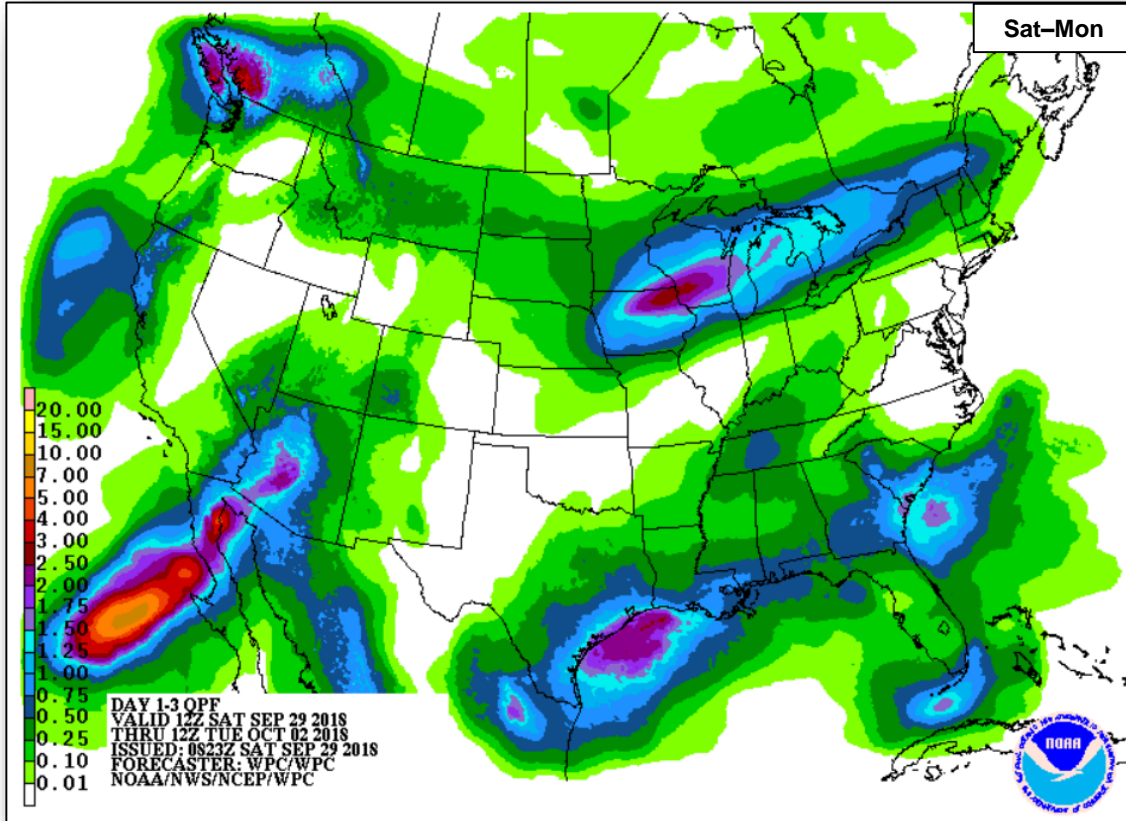 Sat–Mon
20.00
15.00
10.00
7.00
5.00
4.00
3.00
2.50
2.00
1.75
1.50
1.25
1.00
0.75
0.50
0.25
0.10
0.01
DAY 1-3 QPF
VALID 12Z SAT SEP 29 2018
THRU 12Z TUE OCT 02 2018
ISSUED: 0823Z SAT SEP 29 2018
FORECASTER: WPC/WPC
NOAA/NWS/NCEP/WPC
NOAA